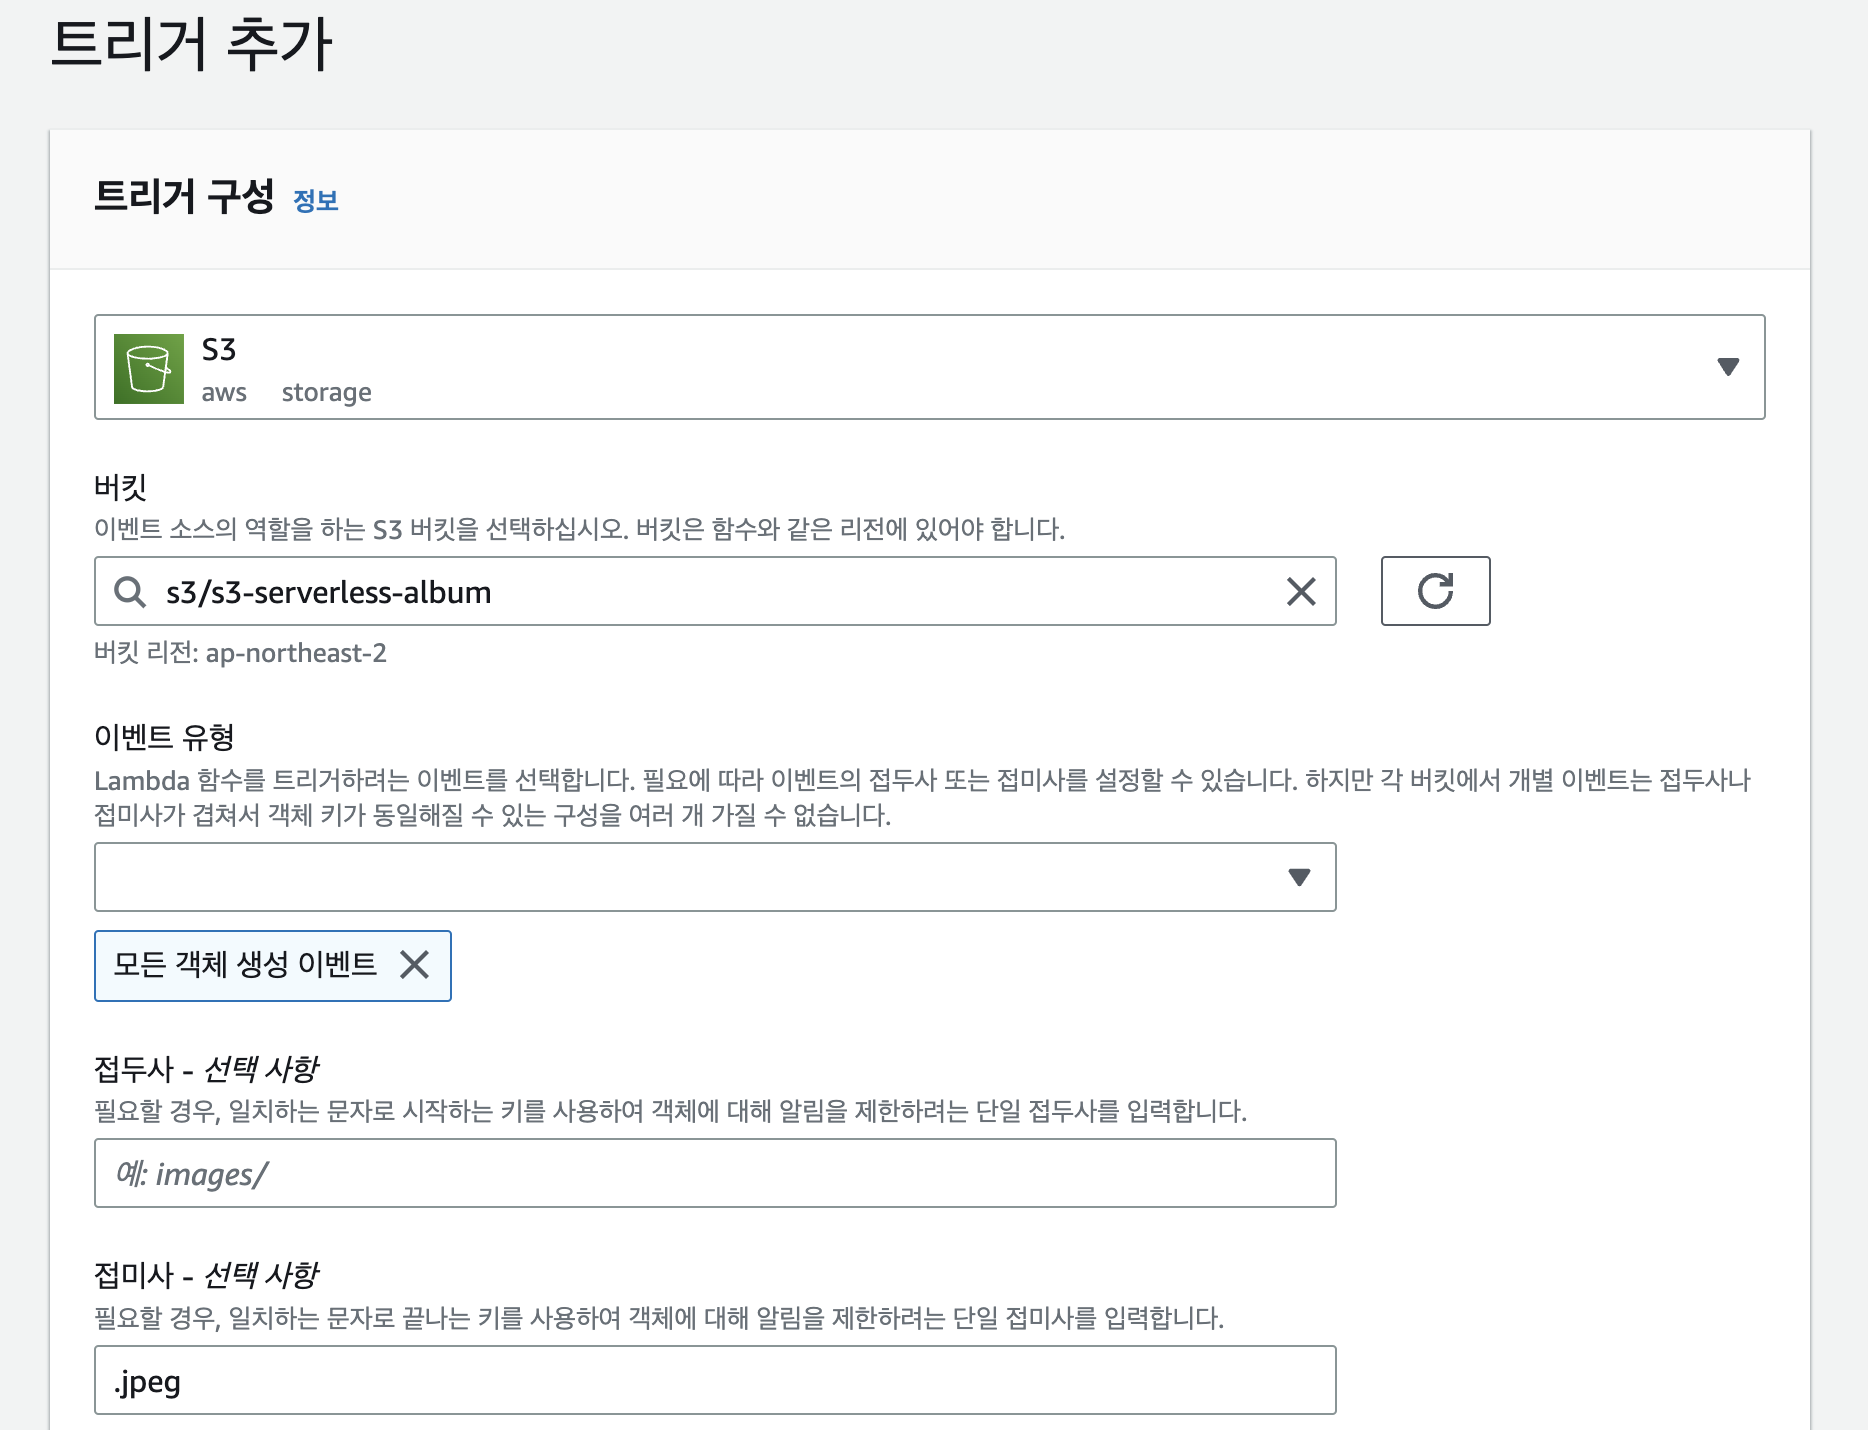 트리거 추가
트리거 구성 정보
S3
aws storage
버킷
이벤트 소스의 역할을 하는 S3 버킷을 선택하십시오. 버킷은 함수와 같은 리전에 있어야 합니다.
s3/s3-serverless-album
버킷 리전: ap-northeast-2
이벤트 유형
Lambda 함수를 트리거하려는 이벤트를 선택합니다. 필요에 따라 이벤트의 접두사 또는 접미사를 설정할 수 있습니다. 하지만 각 버킷에서 개별 이벤트는 접두사나
접미사가 겹쳐서 객체 키가 동일해질 수 있는 구성을 여러 개 가질 수 없습니다.
모든 객체 생성 이벤트
접두사 - 선택 사항
필요할 경우, 일치하는 문자로 시작하는 키를 사용하여 객체에 대해 알림을 제한하려는 단일 접두사를 입력합니다.
예: images/
접미사 - 선택 사항
필요할 경우, 일치하는 문자로 끝나는 키를 사용하여 객체에 대해 알림을 제한하려는 단일 접미사를 입력합니다.
.jpeg